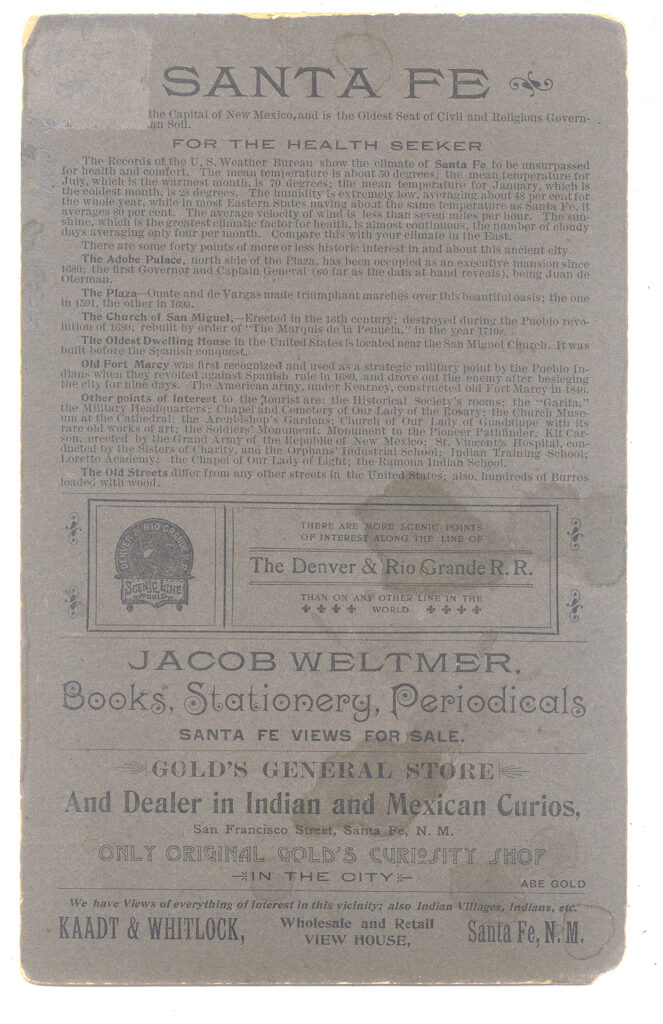 SANTA FE
the Capital of New Mexico, and is the Oldest Seat of Civil and Religious Govern-
an Soil.
FOR THE HEALTH SEEKER
The Records of the U. S. Weather Bureau show the climate of Santa Fe to be unsurpassed
for health and comfort. The mean temperature is about 50 degrees; the mean temperature for
July, which is the warmest month, is 70 degrees; the mean temperature for January, which is
the coldest month, is 28 degrees. The humidity is extremely low, averaging about 48 per cent for
the whole year, while in most Eastern States having about the same temperature as Santa Fe, it
averages 80 per cent. The average velocity of wind is less than seven miles per hour. The sun-
shine, which is the greatest climatic factor for health, is almost continuous, the number of cloudy
days averaging only four per month. Compare this with your climate in the East.
There are some forty points of more or less historic interest in and about this ancient city.
The Adobe Palace, north side of the Plaza, has been occupied as an executive mansion since
1680; the first Governor and Captain General (so far as the data at hand reveals), being Juan de
Oterman.
The Plaza—Onate and de Vargas made triumphant marches over this beautiful oasis; the one
in 1591, the other in 1693.
The Church of San Miguel,—Erected in the 16th century; destroyed during the Pueblo revo-
lution of 1680; rebuilt by order of "The Marquis de la Penuela," in the year 1710.
The Oldest Dwelling House in the United States is located near the San Miguel Church. It was
built before the Spanish conquest.
Old Fort Marcy was first recognized and used as a strategic military point by the Pueblo In-
dians when they revolted against Spanish rule in 1680, and drove out the enemy after besieging
the city for nine days. The American army, under Kearney, constructed old Fort Marcy in 1846.
Other points of Interest to the tourist are: the Historical Society's rooms; the "Garita,"
the Military Headquarters; Chapel and Cemetery of Our Lady of the Rosary; the Church Muse-
um at the Cathedral; the Archbishop's Gardens; Church of Our Lady of Guadalupe with its
rare old works of art; the Soldiers' Monument; Monument to the Pioneer Pathfinder, Kit Car-
son, erected by the Grand Army of the Republic of New Mexico; St. Vincent's Hospital, con-
ducted by the Sisters of Charity, and the Orphans' Industrial School; Indian Training School;
Loretto Academy; the Chapel of Our Lady of Light; the Ramona Indian School.
The Old Streets differ from any other streets in the United States; also, hundreds of Burros
loaded with wood.
DENVER & RIO GRANDE R.R.
SCENIC LINE
WORLD
THERE ARE MORE SCENIC POINTS
OF INTEREST ALONG THE LINE OF
The Denver & Rio Grande R. R.
THAN ON ANY OTHER LINE IN THE
WORLD
JACOB WELTMER,
Books, Stationery, Periodicals
SANTA FE VIEWS FOR SALE.
GOLD'S GENERAL STORE
And Dealer in Indian and Mexican Curios,
San Francisco Street, Santa Fe, N. M.
ONLY ORIGINAL GOLD'S CURIOSITY SHOP
IN THE CITY
ABE GOLD
We have Views of everything of interest in this vicinity; also Indian Villages, Indians, etc.
KAADT & WHITLOCK, Wholesale and Retail Santa Fe, N. M.
VIEW HOUSE,